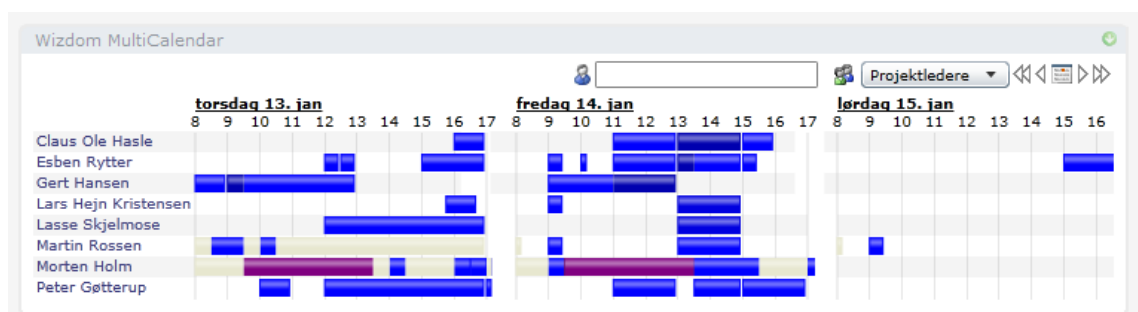 Wizdom MultiCalendar
Projektledere
torsdag 13. jan fredag 14. jan lørdag 15. jan
8 9 10 11 12 13 14 15 16 17 8 9 10 11 12 13 14 15 16 17 8 9 10 11 12 13 14 15 16
Claus Ole Hasle
Esben Rytter
Gert Hansen
Lars Hejn Kristensen
Lasse Skjelmose
Martin Rossen
Morten Holm
Peter Gøtterup